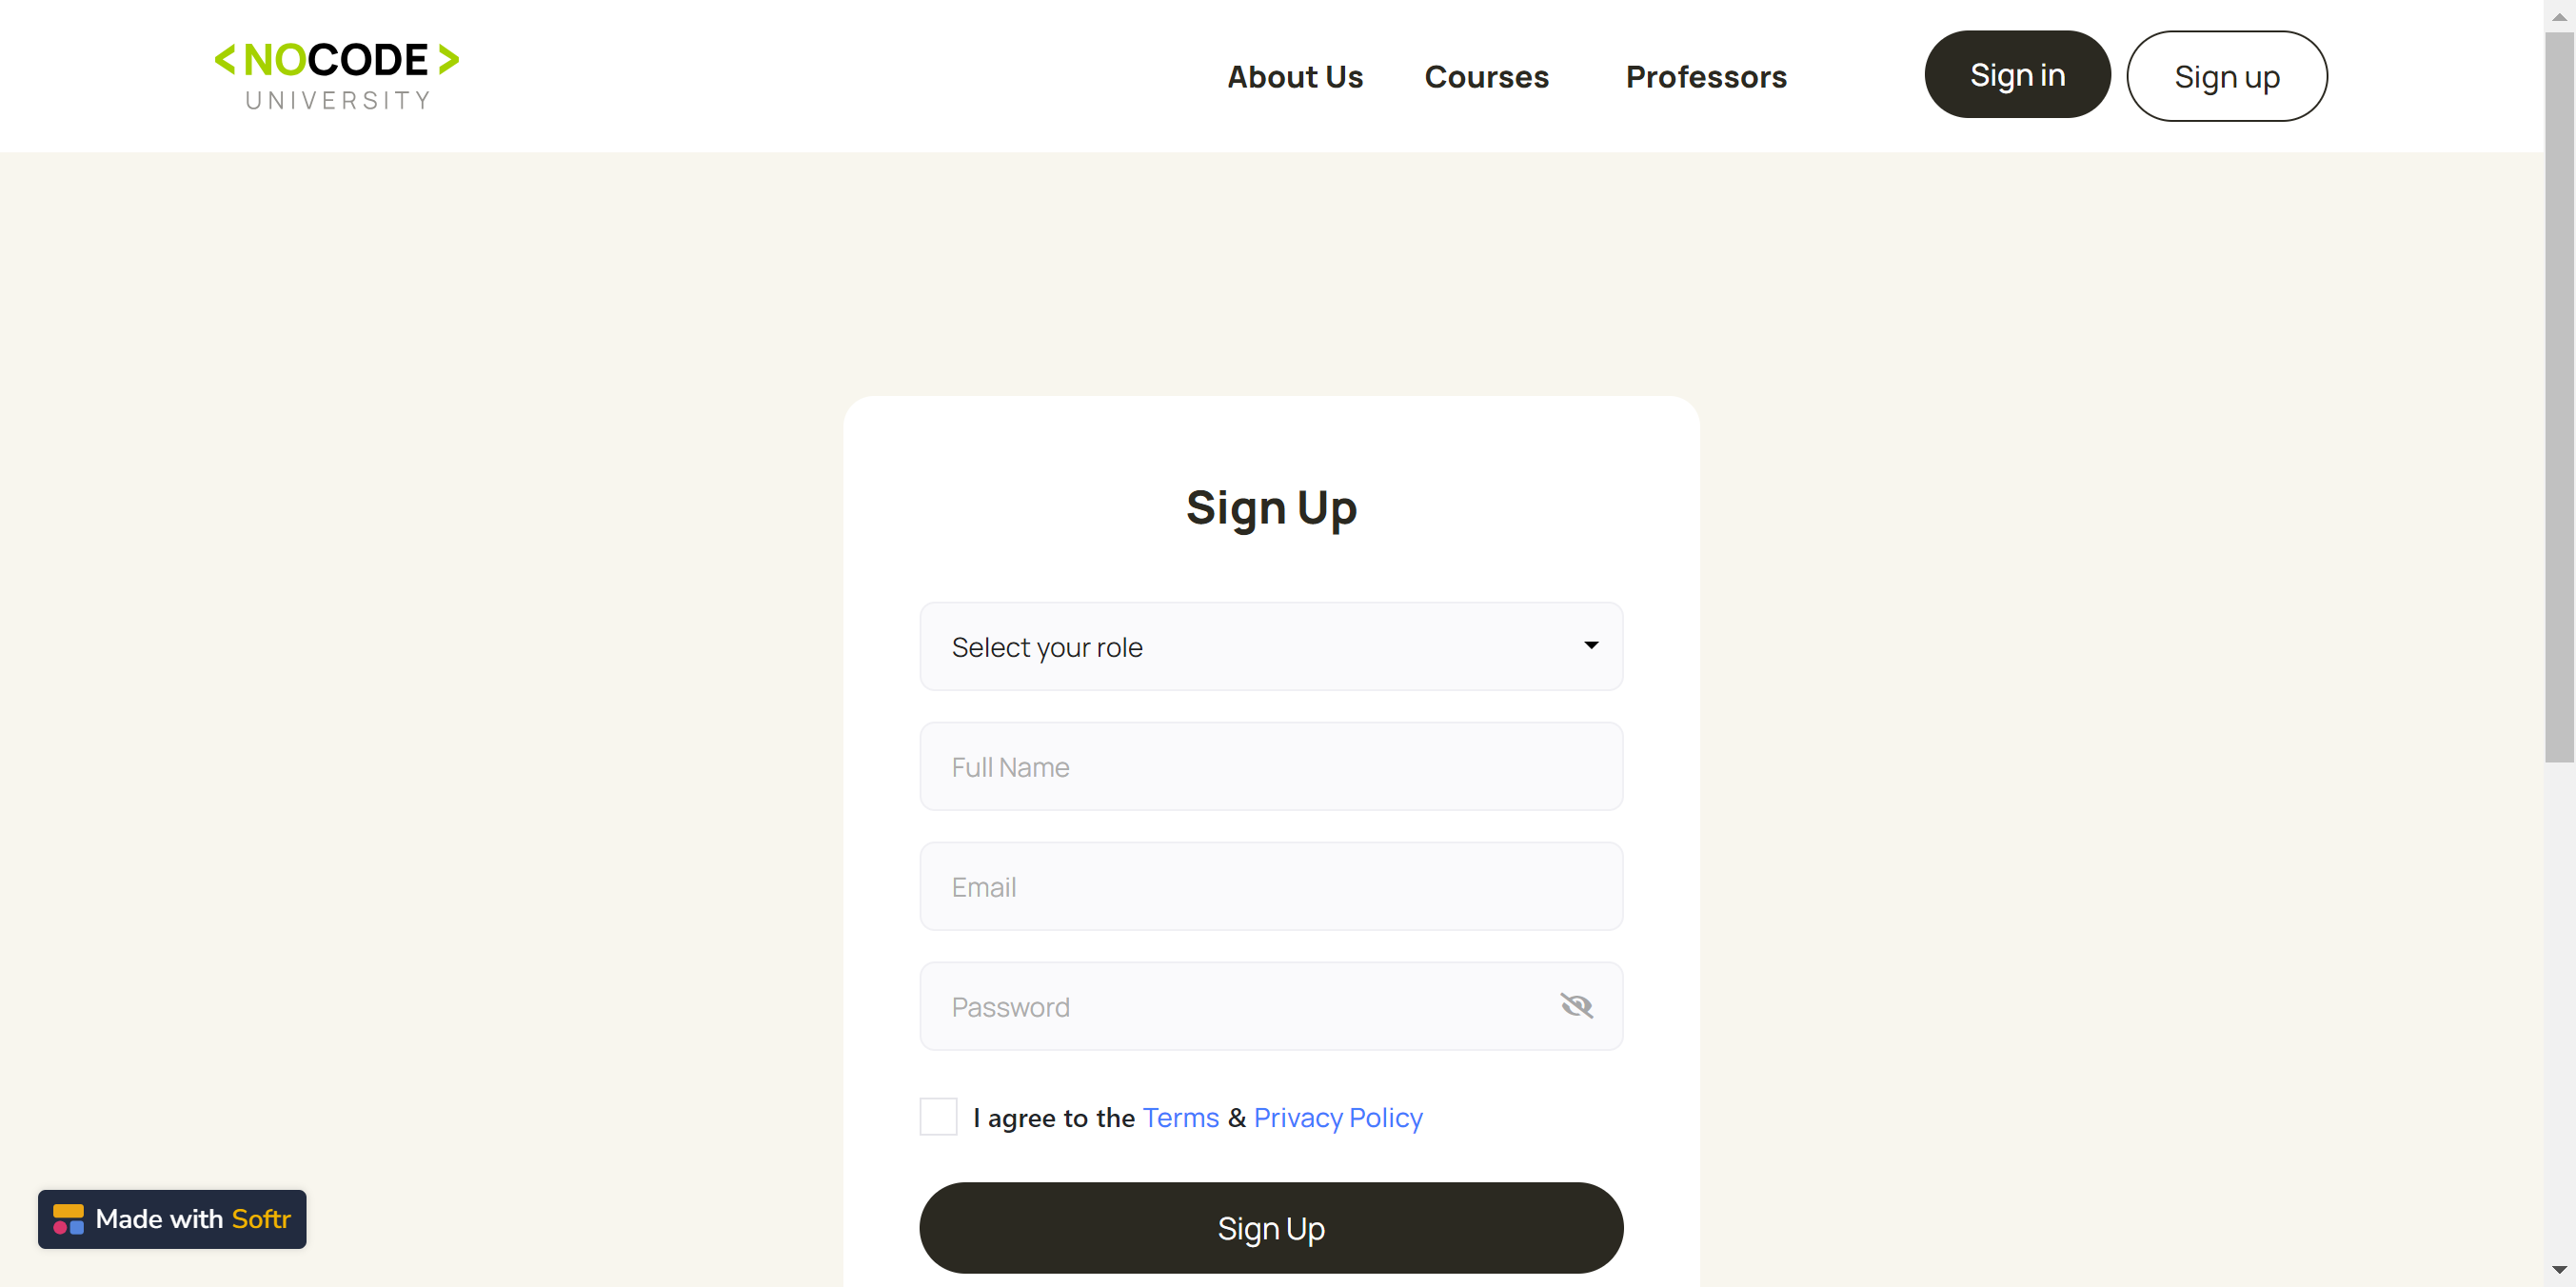 <NOCODE>
UNIVERSITY
About Us
Courses
Professors
Sign in
Sign up
Sign Up
Select your role
Full Name
Email
Password
I agree to the Terms & Privacy Policy
Sign Up
Made with Softr